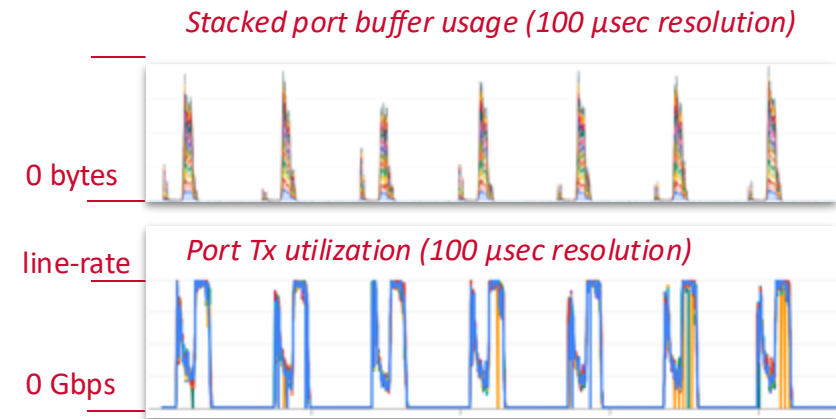 Stacked port buffer usage (100 µsec resolution)
0 bytes
line-rate
Port Tx utilization (100 µsec resolution)
0 Gbps